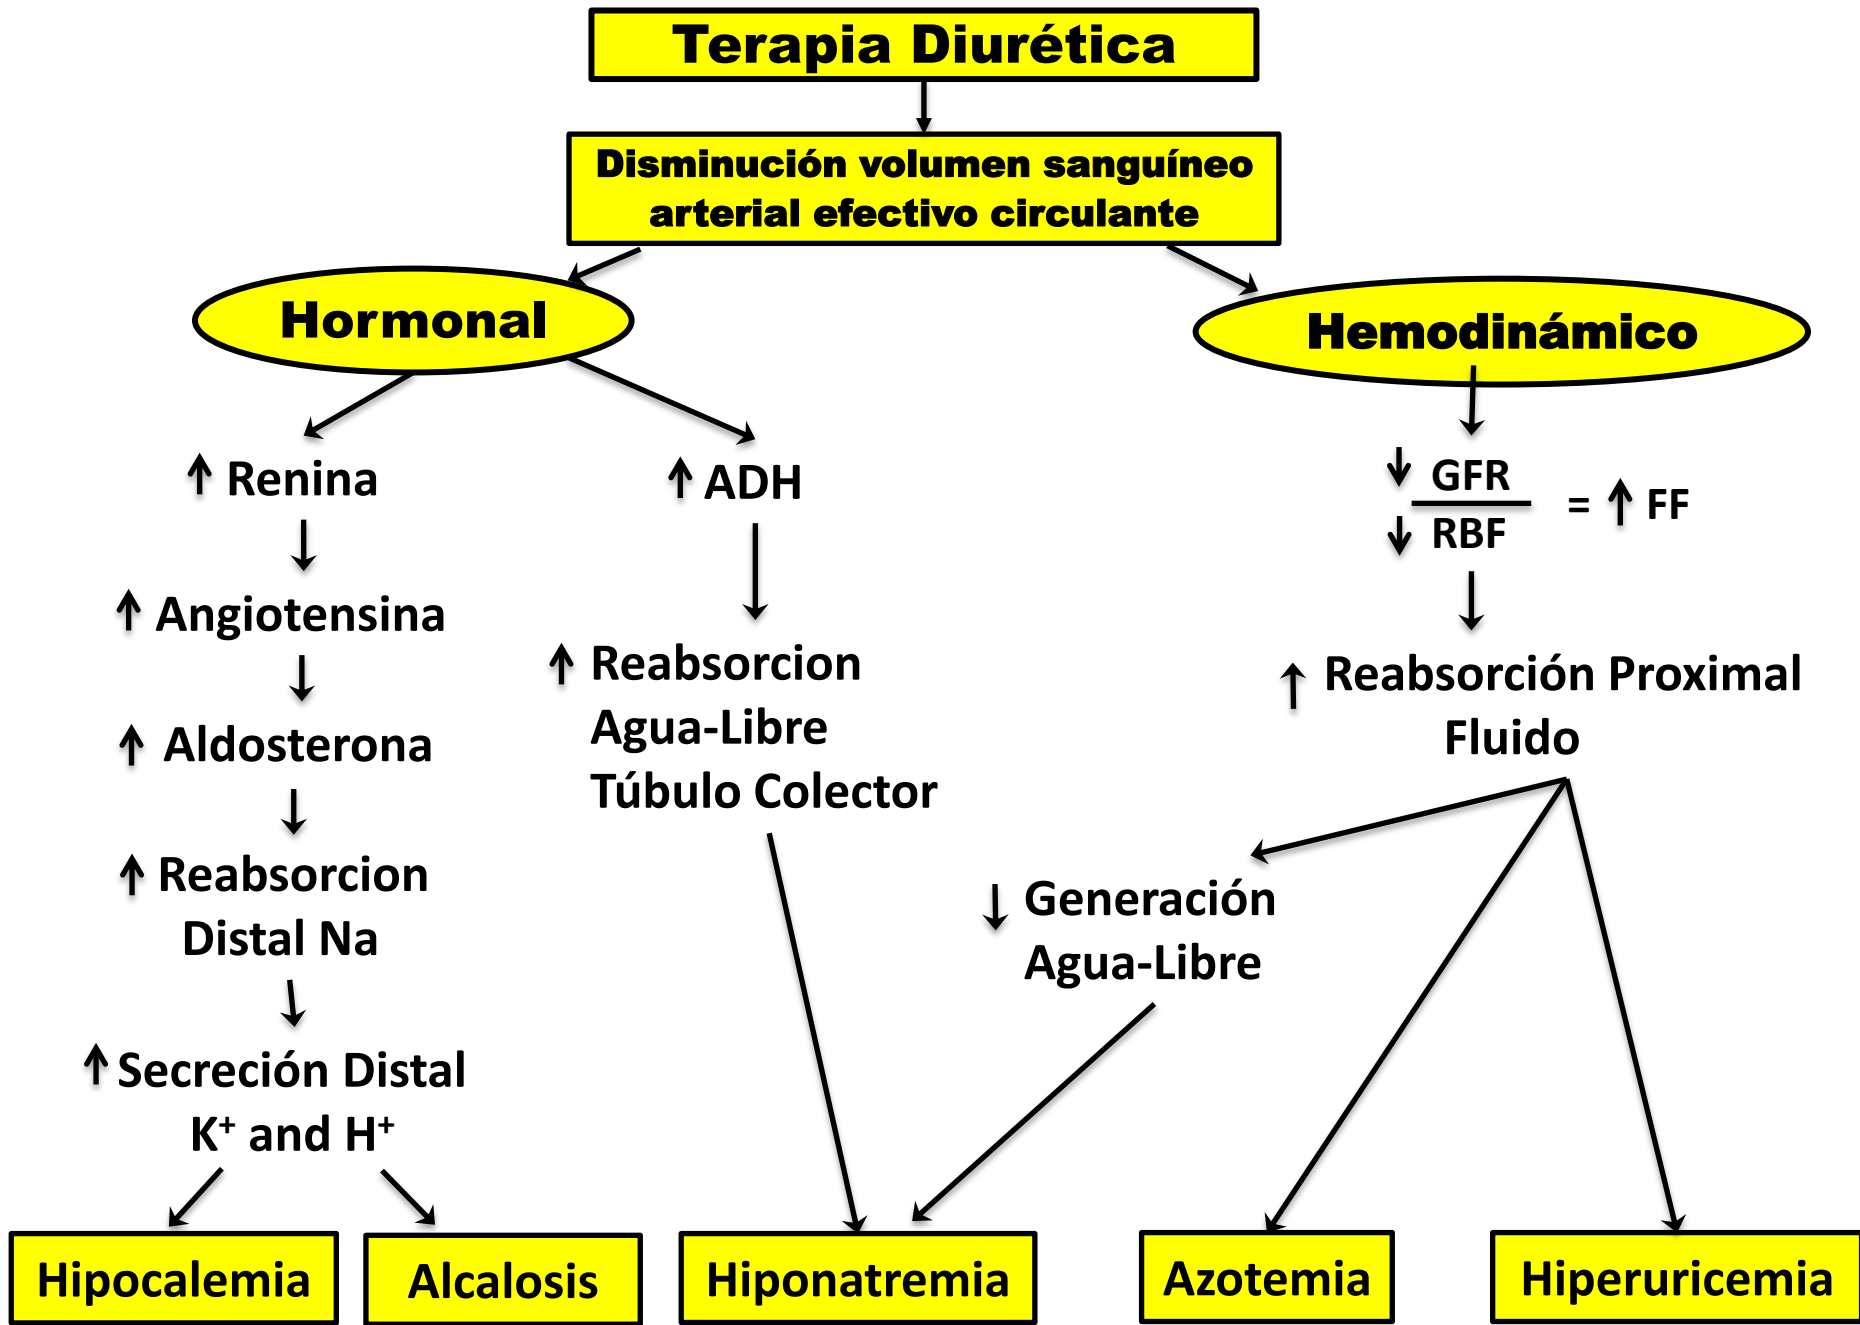 Terapia Diurética
Disminución volumen sanguíneo
arterial efectivo circulante
Hormonal
Hemodinámico
↑ Renina
↑ Angiotensina
↑ Aldosterona
↑ Reabsorcion
Distal Na
↑ Secreción Distal
K⁺ and H⁺
↑ ADH
↑ Reabsorcion
Agua-Libre
Túbulo Colector
↓ GFR
↓ RBF
= ↑ FF
↑ Reabsorción Proximal
Fluido
↓ Generación
Agua-Libre
Hipocalemia
Alcalosis
Hiponatremia
Azotemia
Hiperuricemia